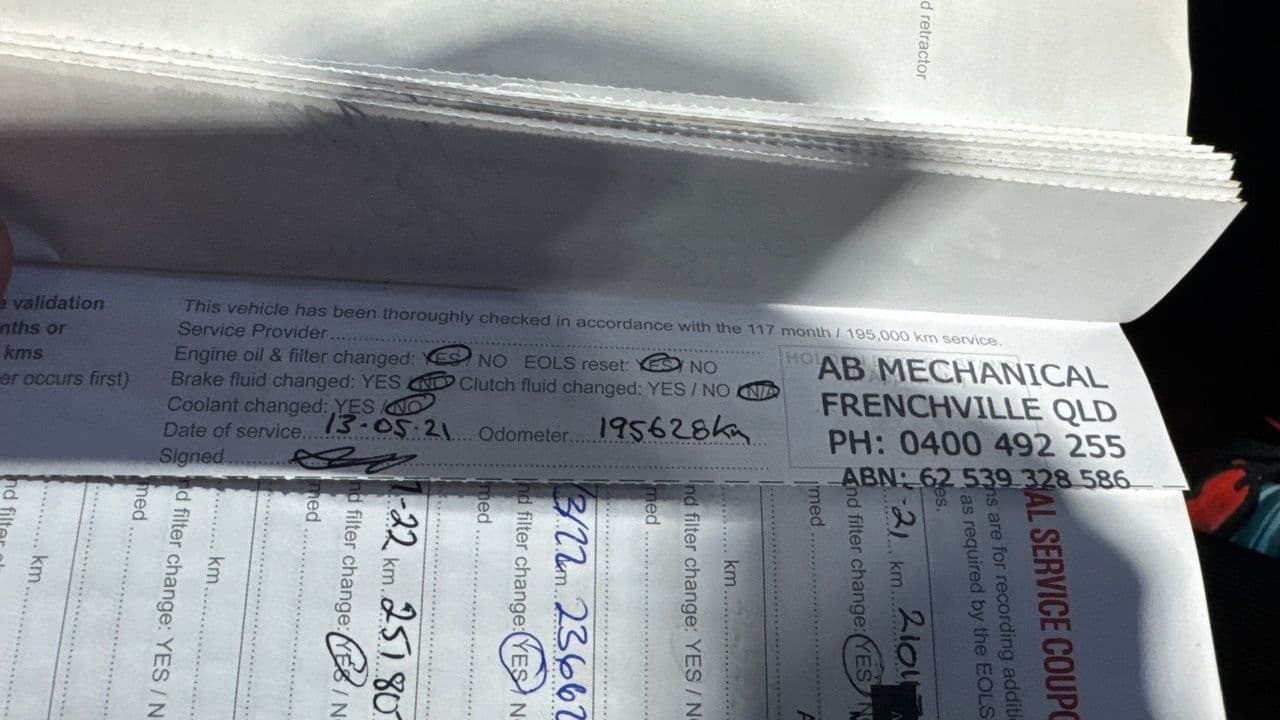 d retractor
validation
nths or
kms
er occurs first)
This vehicle has been thoroughly checked in accordance with the 117 month / 195,000 km service.
Service Provider
Engine oil & filter changed: YES / NO EOLS reset: YES / NO
Brake fluid changed: YES / NO Clutch fluid changed: YES / NO / N/A
Coolant changed: YES / NO
Date of service 13-05-21 Odometer 195628km
Signed
AB MECHANICAL
FRENCHVILLE QLD
PH: 0400 492 255
ABN: 62 539 328 586
AL SERVICE COUPO
ns are for recording additi
as required by the EOLS
es.
-21 km 210
nd filter change: YES / N
med
km
nd filter change: YES / N
med
3/22 km 236662
nd filter change: YES / N
med
-22 km 251807
nd filter change: YES / N
med
km
nd filter change: YES / N
med
km
nd filter